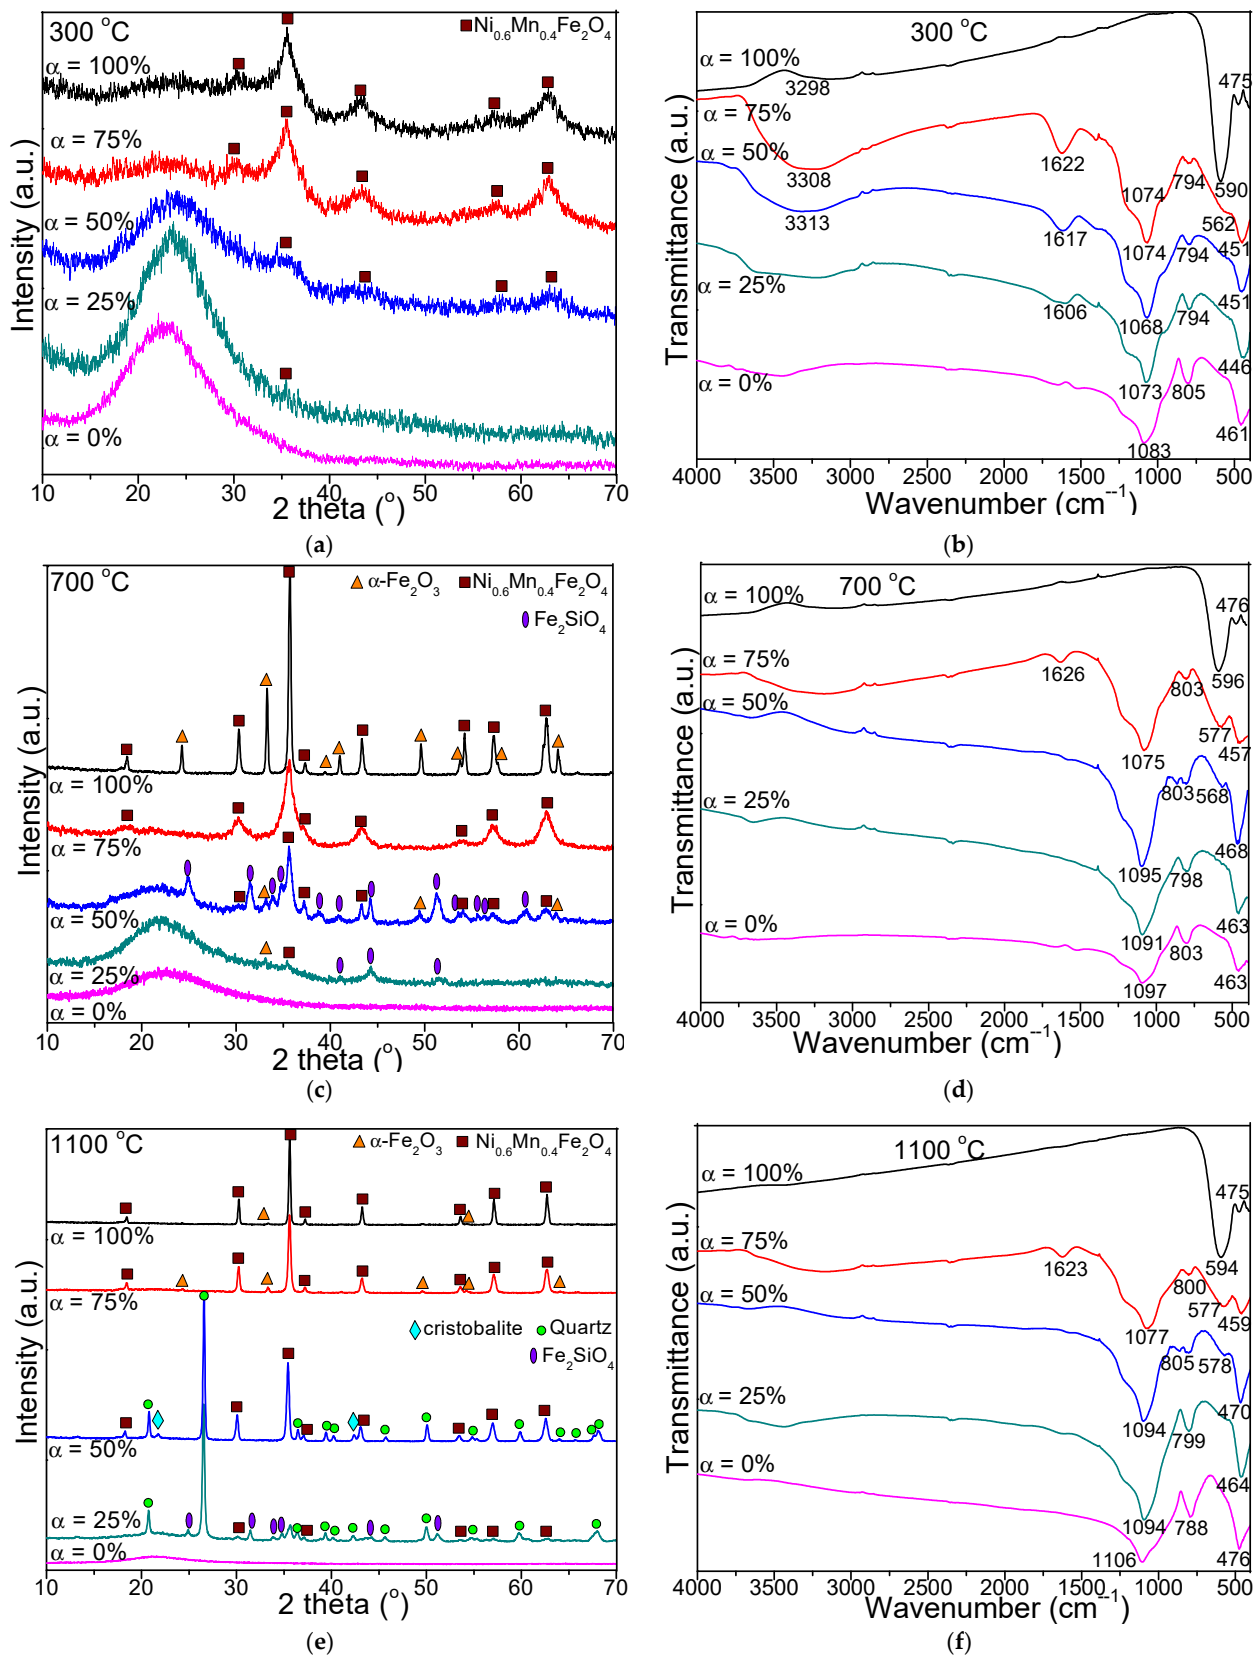 300 °C
Ni0.6Mn0.4Fe2O4
α = 100%
α = 75%
α = 50%
α = 25%
α = 0%
Intensity (a.u.)
10 20 30 40 50 60 70
2 theta (°)
(a)
300 °C
α = 100%
3298
475
590
α = 75%
3308
1622
1074
794
562
451
α = 50%
3313
1617
1074
794
451
α = 25%
1606
1068
794
446
α = 0%
1073
805
461
1083
Transmittance (a.u.)
4000 3500 3000 2500 2000 1500 1000 500
Wavenumber (cm--1)
(b)
700 °C
α-Fe2O3
Ni0.6Mn0.4Fe2O4
Fe2SiO4
α = 100%
α = 75%
α = 50%
α = 25%
α = 0%
Intensity (a.u.)
10 20 30 40 50 60 70
2 theta (°)
(c)
700 °C
α = 100%
476
596
α = 75%
1626
803
577
457
1075
α = 50%
803
568
468
1095
α = 25%
798
463
1091
α = 0%
803
463
1097
Transmittance (a.u.)
4000 3500 3000 2500 2000 1500 1000 500
Wavenumber (cm--1)
(d)
1100 °C
α-Fe2O3
Ni0.6Mn0.4Fe2O4
α = 100%
α = 75%
cristobalite
Quartz
Fe2SiO4
α = 50%
α = 25%
α = 0%
Intensity (a.u.)
10 20 30 40 50 60 70
2 theta (°)
(e)
1100 °C
α = 100%
475
594
α = 75%
1623
800
577
459
1077
α = 50%
805
578
470
1094
α = 25%
799
464
1094
α = 0%
788
476
1106
Transmittance (a.u.)
4000 3500 3000 2500 2000 1500 1000 500
Wavenumber (cm--1)
(f)